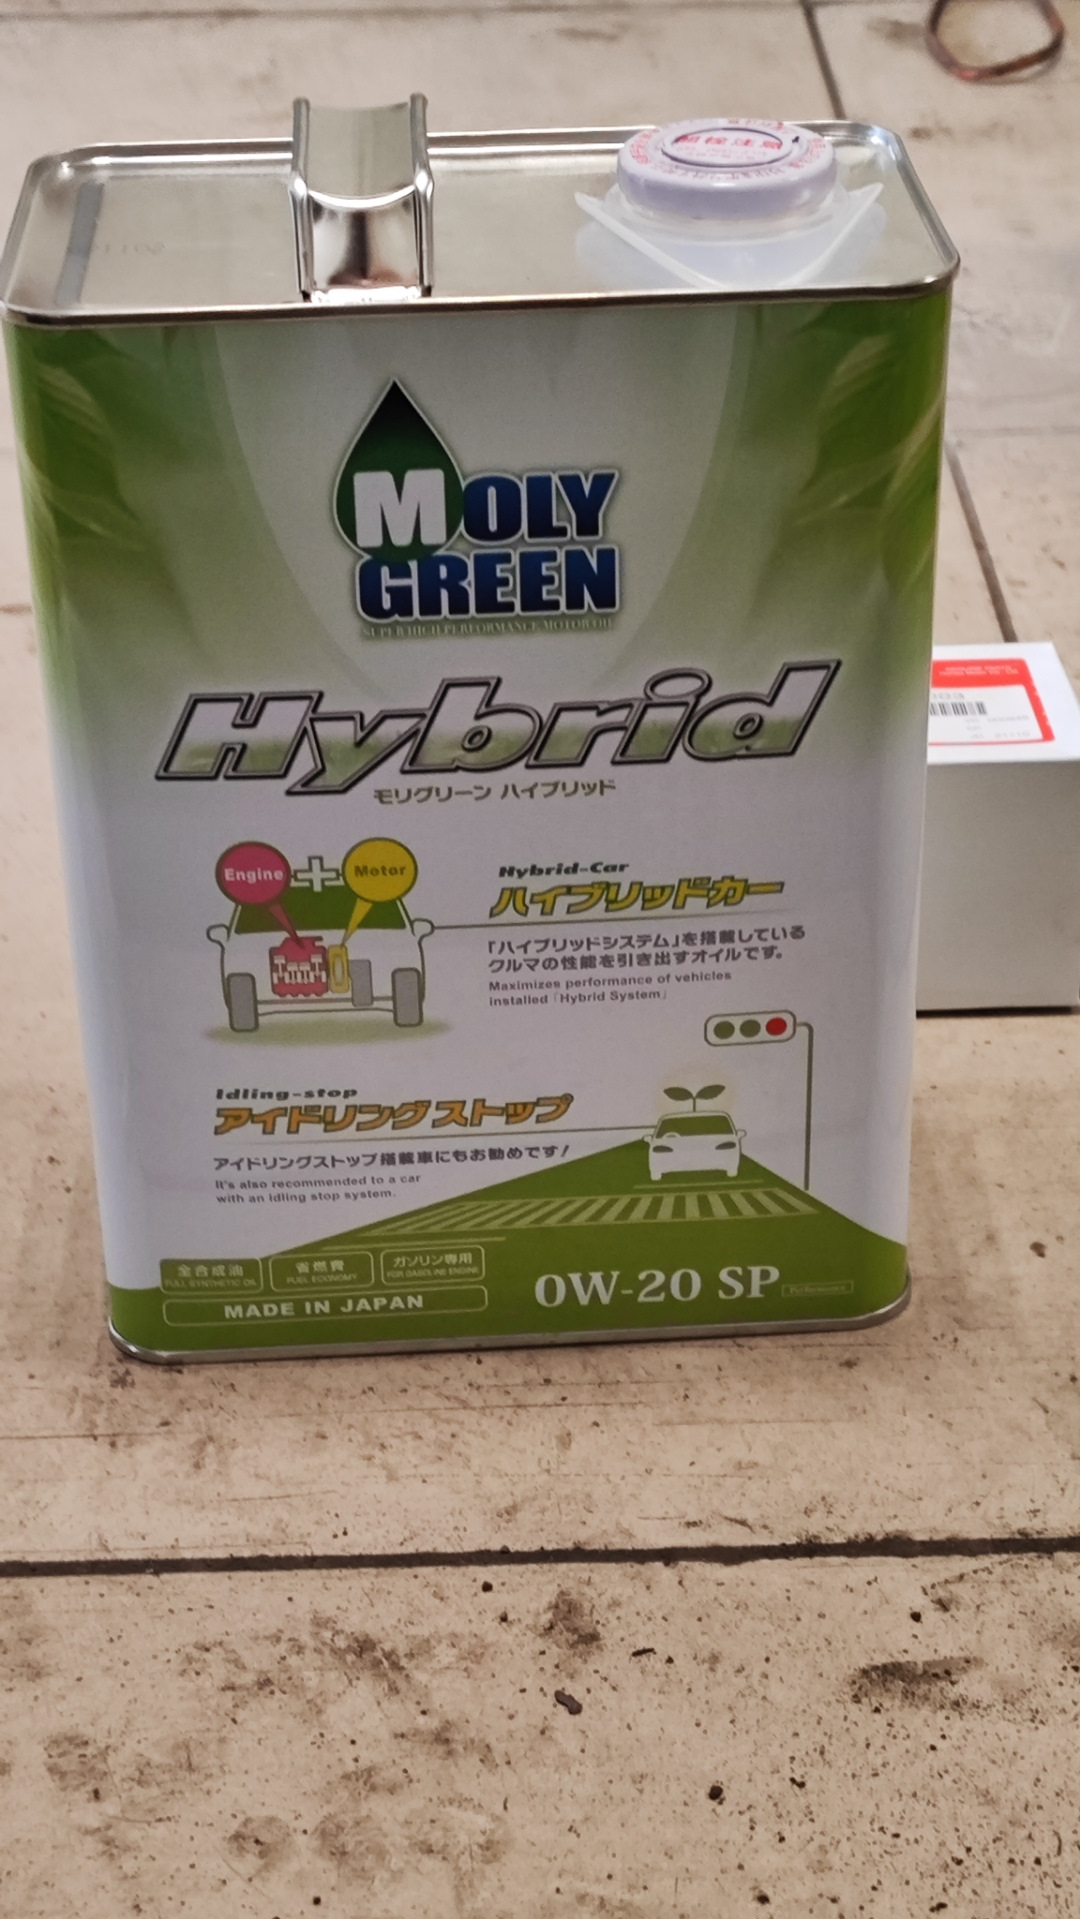 開栓注意
MOLY
GREEN
SUPER HIGH PERFORMANCE MOTOR OIL
Hybrid
モリグリーン ハイブリッド
Engine
Motor
Hybrid-Car
ハイブリッドカー
「ハイブリッドシステム」を搭載している
クルマの性能を引き出すオイルです。
Maximizes performance of vehicles
installed「Hybrid System」
Idling-stop
アイドリングストップ
アイドリングストップ搭載車にもお勧めです!
It's also recommended to a car
with an idling stop system.
全合成油
FULL SYNTHETIC OIL
省燃費
FUEL ECONOMY
ガソリン専用
FOR GASOLINE ENGINE
MADE IN JAPAN
0W-20 SP
Performance